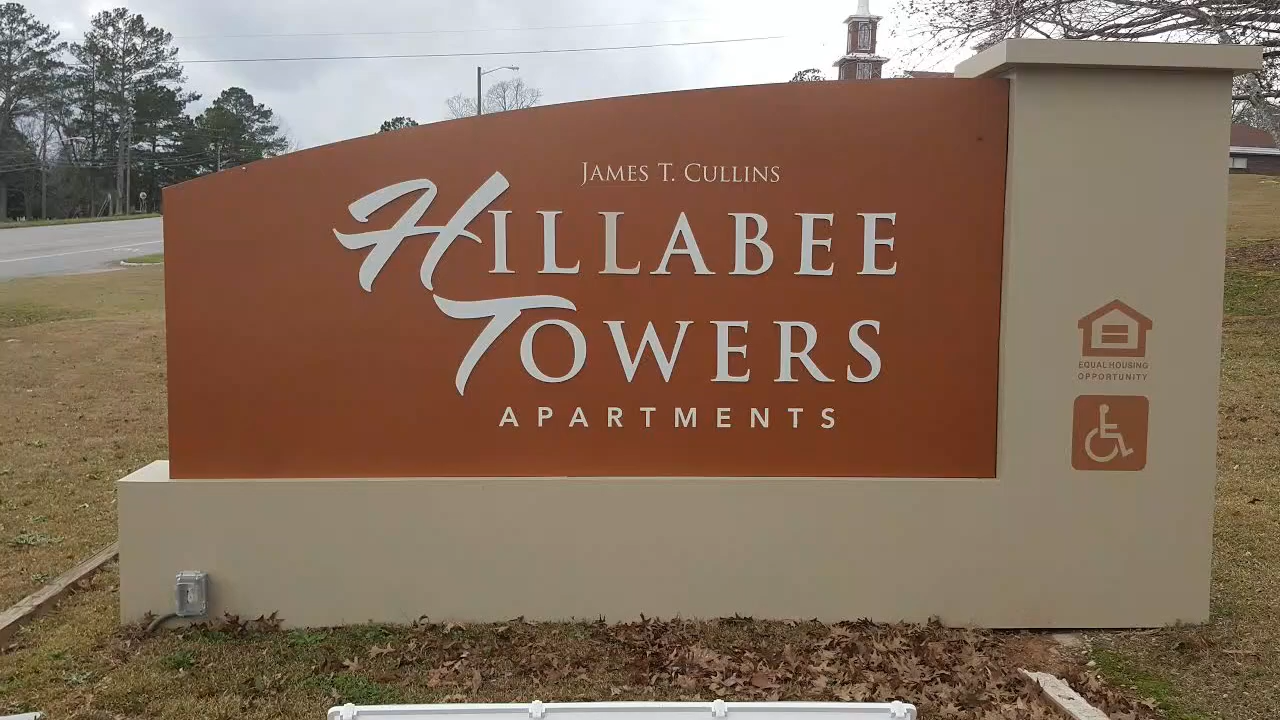 James T. Cullins
Hillabee
Towers
APARTMENTS
EQUAL HOUSING
OPPORTUNITY